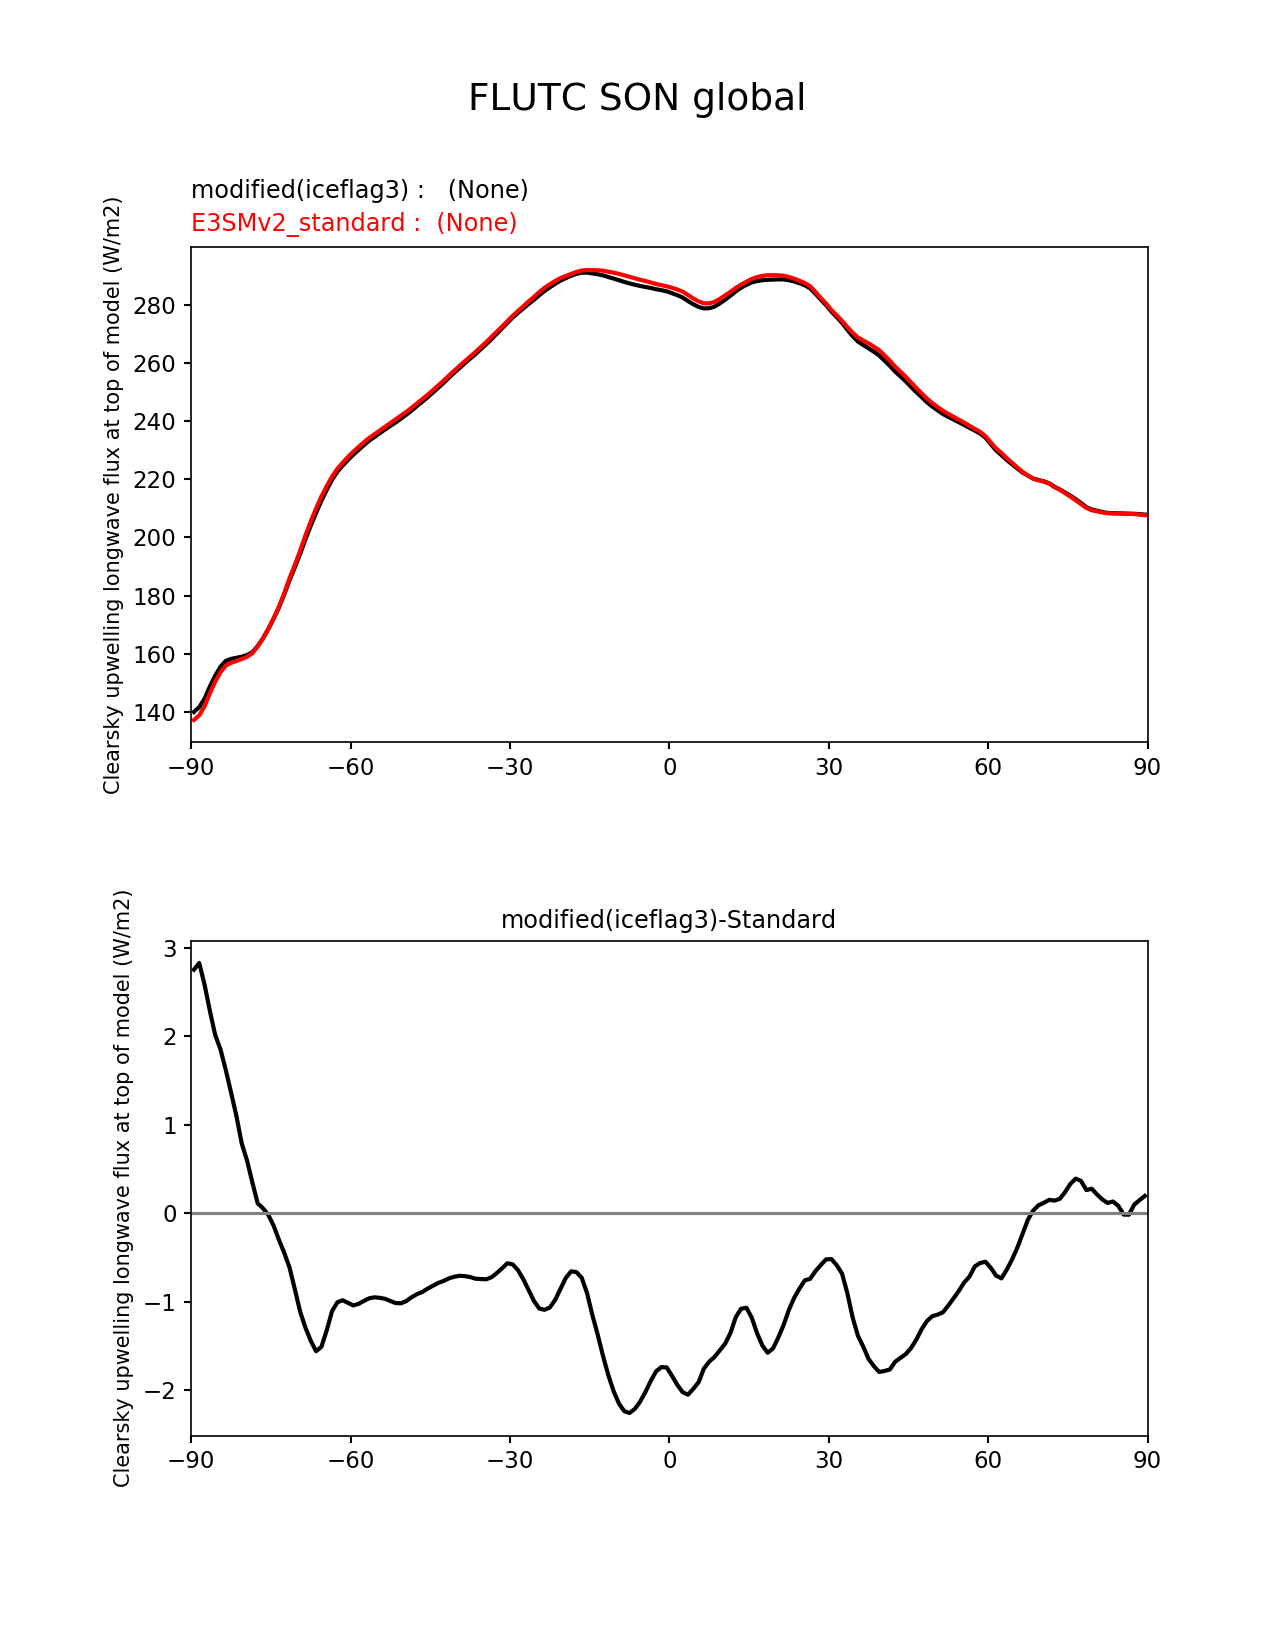 FLUTC SON global
modified(iceflag3) :   (None)
E3SMv2_standard :  (None)
Clearsky upwelling longwave flux at top of model (W/m2)
280
260
240
220
200
180
160
140
−90 −60 −30 0 30 60 90
modified(iceflag3)-Standard
Clearsky upwelling longwave flux at top of model (W/m2)
3
2
1
0
−1
−2
−90 −60 −30 0 30 60 90